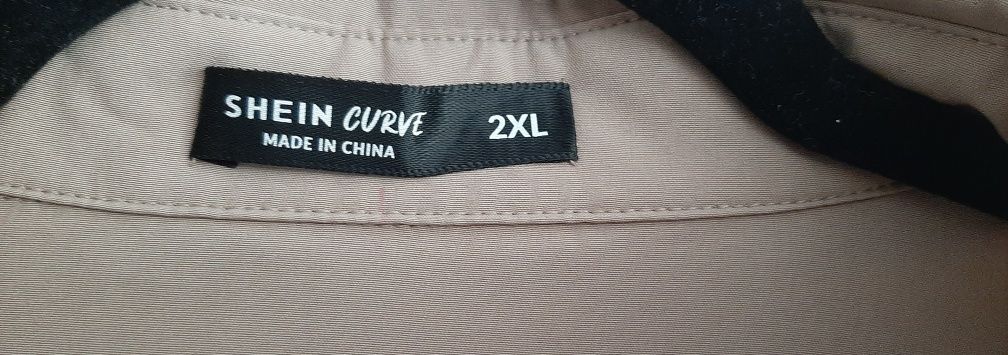 SHEIN CURVE 2XL
MADE IN CHINA